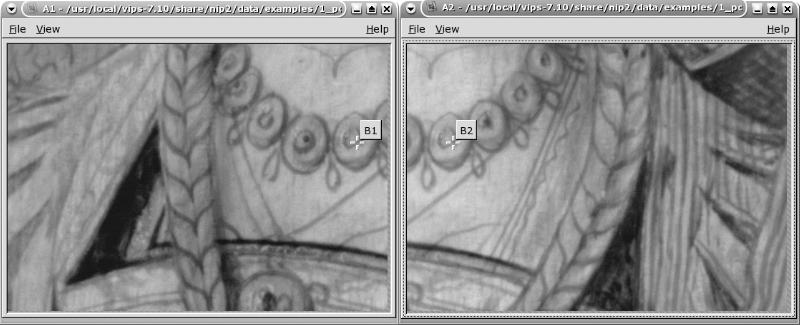 A1 - /usr/local/vips-7.10/share/nip2/data/examples/1_pc
File View Help
B1
A2 - /usr/local/vips-7.10/share/nip2/data/examples/1_pc
File View Help
B2